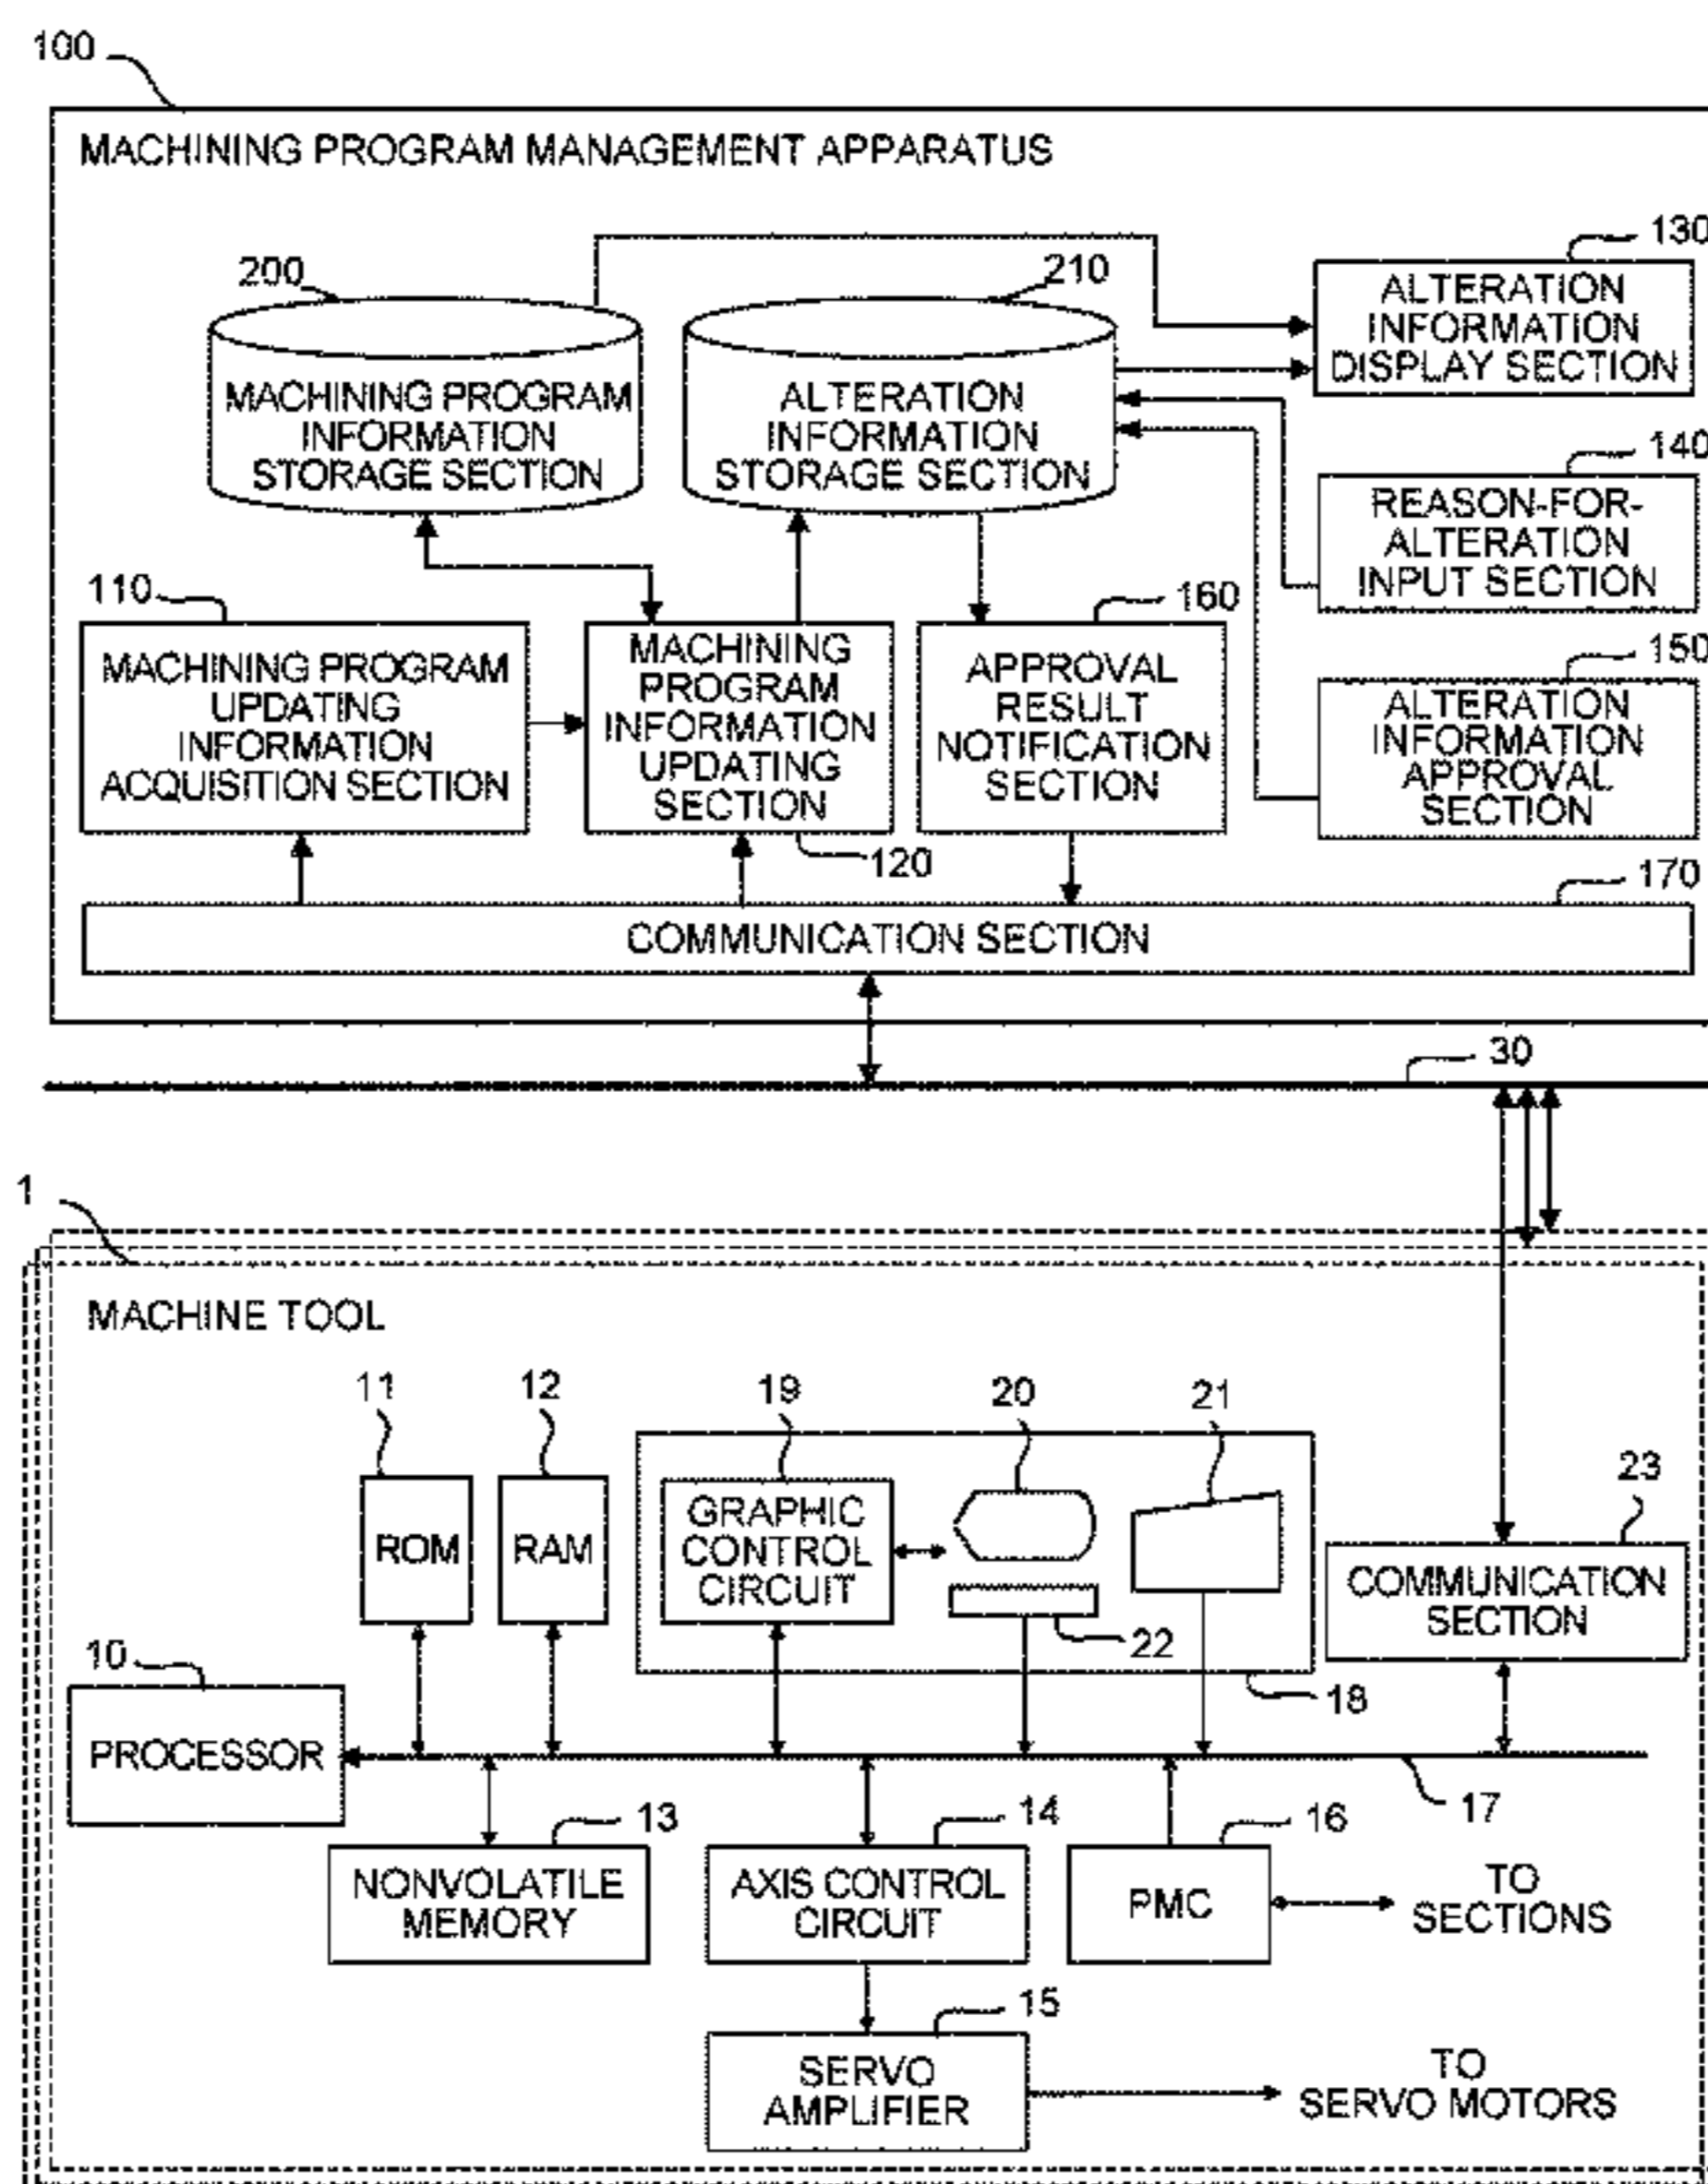 100
MACHINING PROGRAM MANAGEMENT APPARATUS
130
200
210
ALTERATION
INFORMATION
DISPLAY SECTION
MACHINING PROGRAM
INFORMATION
STORAGE SECTION
ALTERATION
INFORMATION
STORAGE SECTION
140
REASON-FOR-
ALTERATION
INPUT SECTION
110
160
150
MACHINING PROGRAM
UPDATING
INFORMATION
ACQUISITION SECTION
MACHINING
PROGRAM
INFORMATION
UPDATING
SECTION
APPROVAL
RESULT
NOTIFICATION
SECTION
ALTERATION
INFORMATION
APPROVAL
SECTION
120
170
COMMUNICATION SECTION
30
1
MACHINE TOOL
11
12
19
20
21
23
ROM
RAM
GRAPHIC
CONTROL
CIRCUIT
COMMUNICATION
SECTION
22
10
18
PROCESSOR
17
13
14
16
NONVOLATILE
MEMORY
AXIS CONTROL
CIRCUIT
PMC
TO
SECTIONS
15
SERVO
AMPLIFIER
TO
SERVO MOTORS